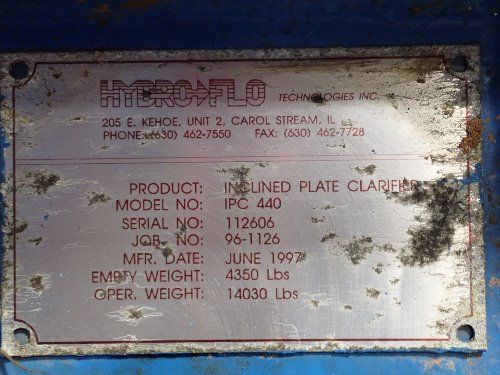 HYDRO FLO TECHNOLOGIES INC.
205 E. KEHOE, UNIT 2, CAROL STREAM, IL
PHONE: (630) 462-7550 FAX: (630) 462-7728
PRODUCT: INCLINED PLATE CLARIFIER
MODEL NO: IPC 440
SERIAL NO: 112606
JOB NO: 96-1126
MFR. DATE: JUNE 1997
EMPTY WEIGHT: 4350 Lbs
OPER. WEIGHT: 14030 Lbs